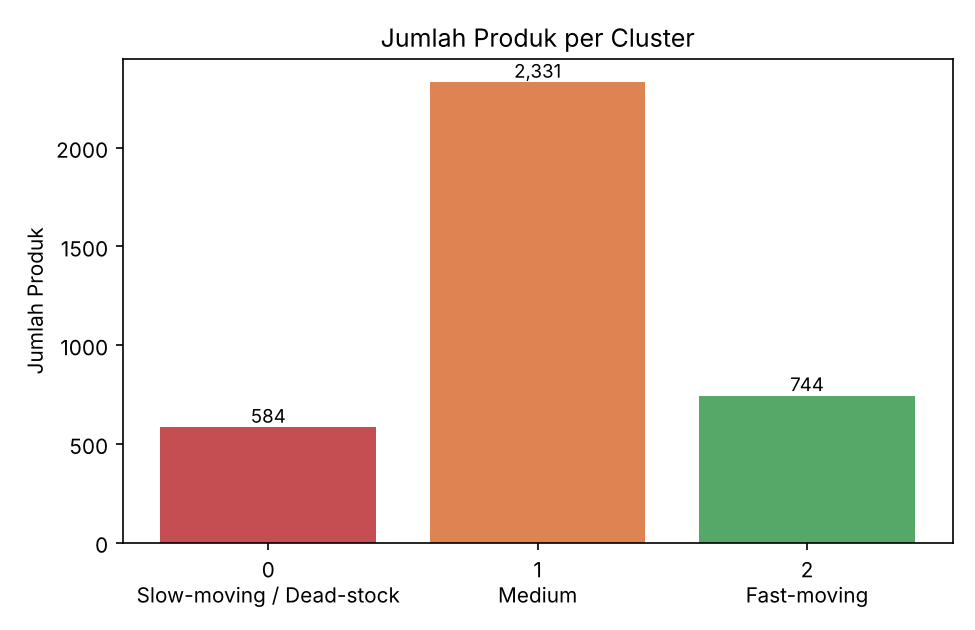 Jumlah Produk per Cluster
Jumlah Produk
2000
1500
1000
500
0
2,331
584
744
0
1
2
Slow-moving / Dead-stock
Medium
Fast-moving